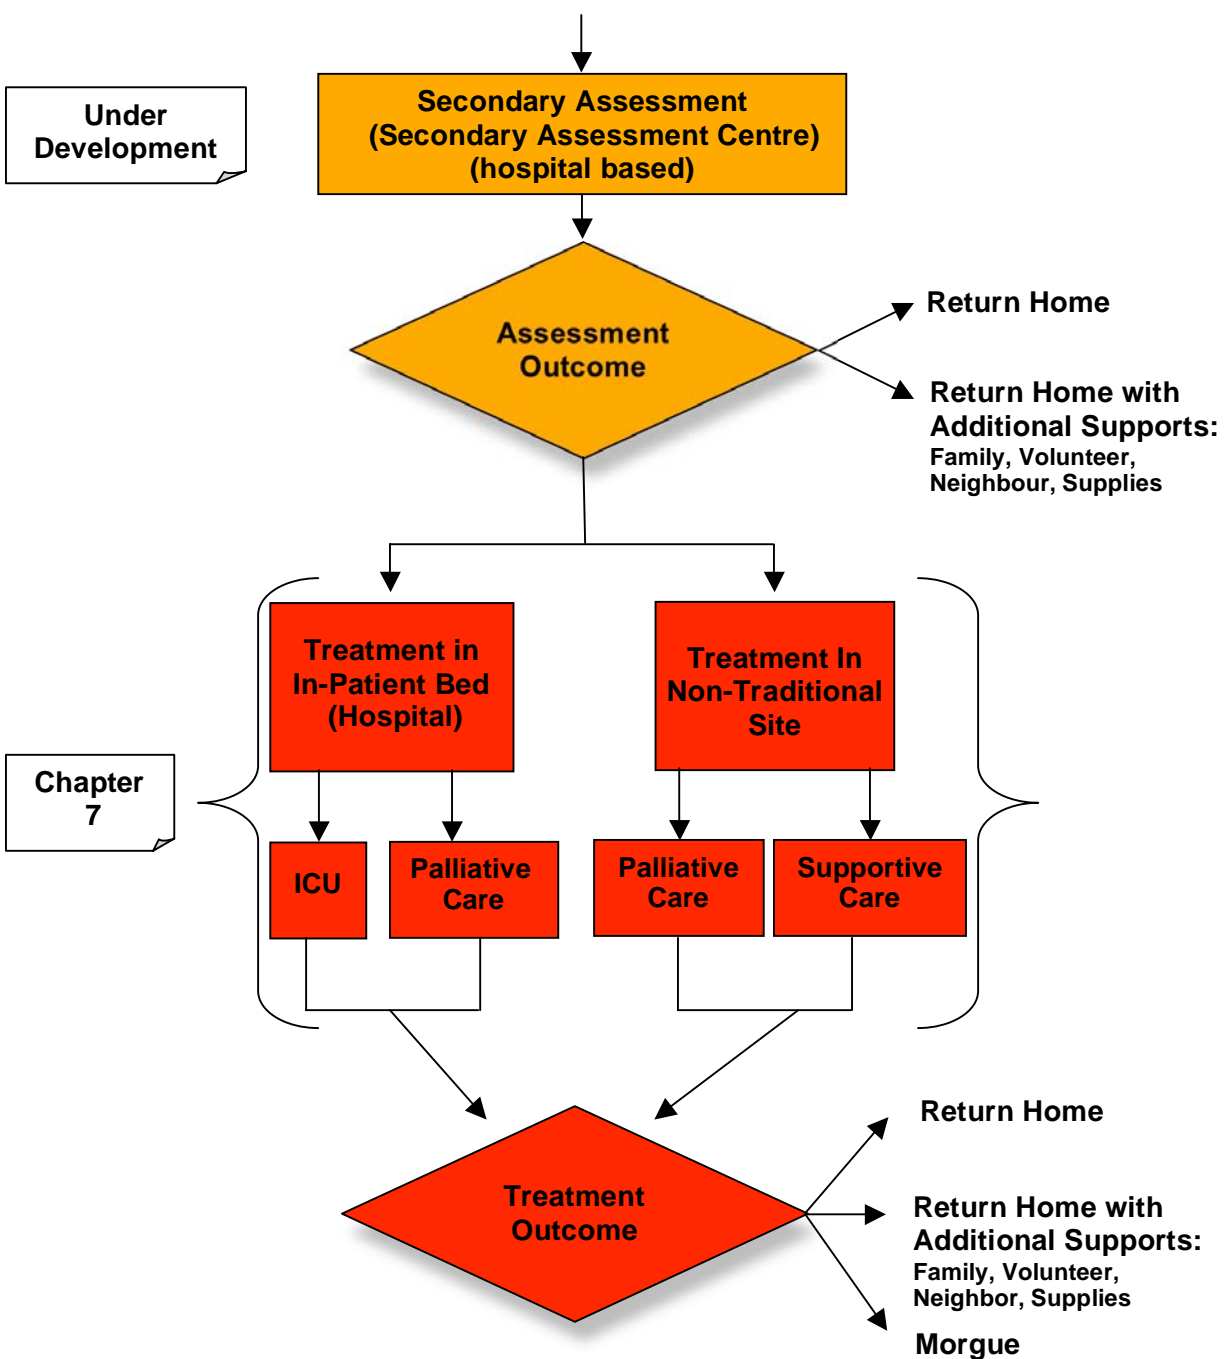 Under
Development
Secondary Assessment
(Secondary Assessment Centre)
(hospital based)
Assessment
Outcome
Return Home
Return Home with
Additional Supports:
Family, Volunteer,
Neighbour, Supplies
Treatment in
In-Patient Bed
(Hospital)
Treatment In
Non-Traditional
Site
Chapter
7
ICU
Palliative
Care
Palliative
Care
Supportive
Care
Treatment
Outcome
Return Home
Return Home with
Additional Supports:
Family, Volunteer,
Neighbor, Supplies
Morgue